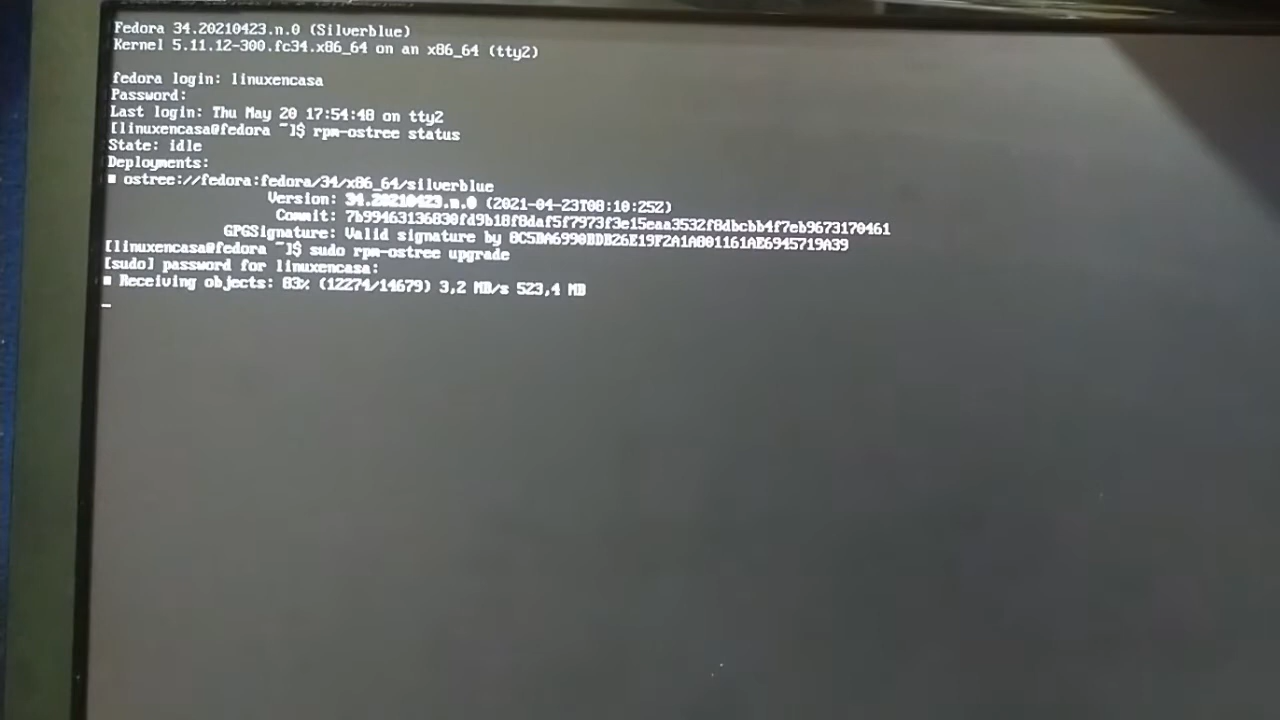 Fedora 34.20210423.n.0 (Silverblue)
Kernel 5.11.12-300.fc34.x86_64 on an x86_64 (tty2)
fedora login: linuxencasa
Password:
Last login: Thu May 20 17:54:48 on tty2
[linuxencasa@fedora ~]$ rpm-ostree status
State: idle
Deployments:
■ ostree://fedora:fedora/34/x86_64/silverblue
Version: 34.20210423.n.0 (2021-04-23T08:10:25Z)
Commit: 7b99463136830fd9b18f8daf5f7973f3e15eaa3532f8dbcbb4f7eb9673170461
GPGSignature: Valid signature by 8C5BA6990BDB26E19F2A1A801161AE6945719A39
[linuxencasa@fedora ~]$ sudo rpm-ostree upgrade
[sudo] password for linuxencasa:
■ Receiving objects: 83% (12274/14679) 3,2 MB/s 523,4 MB